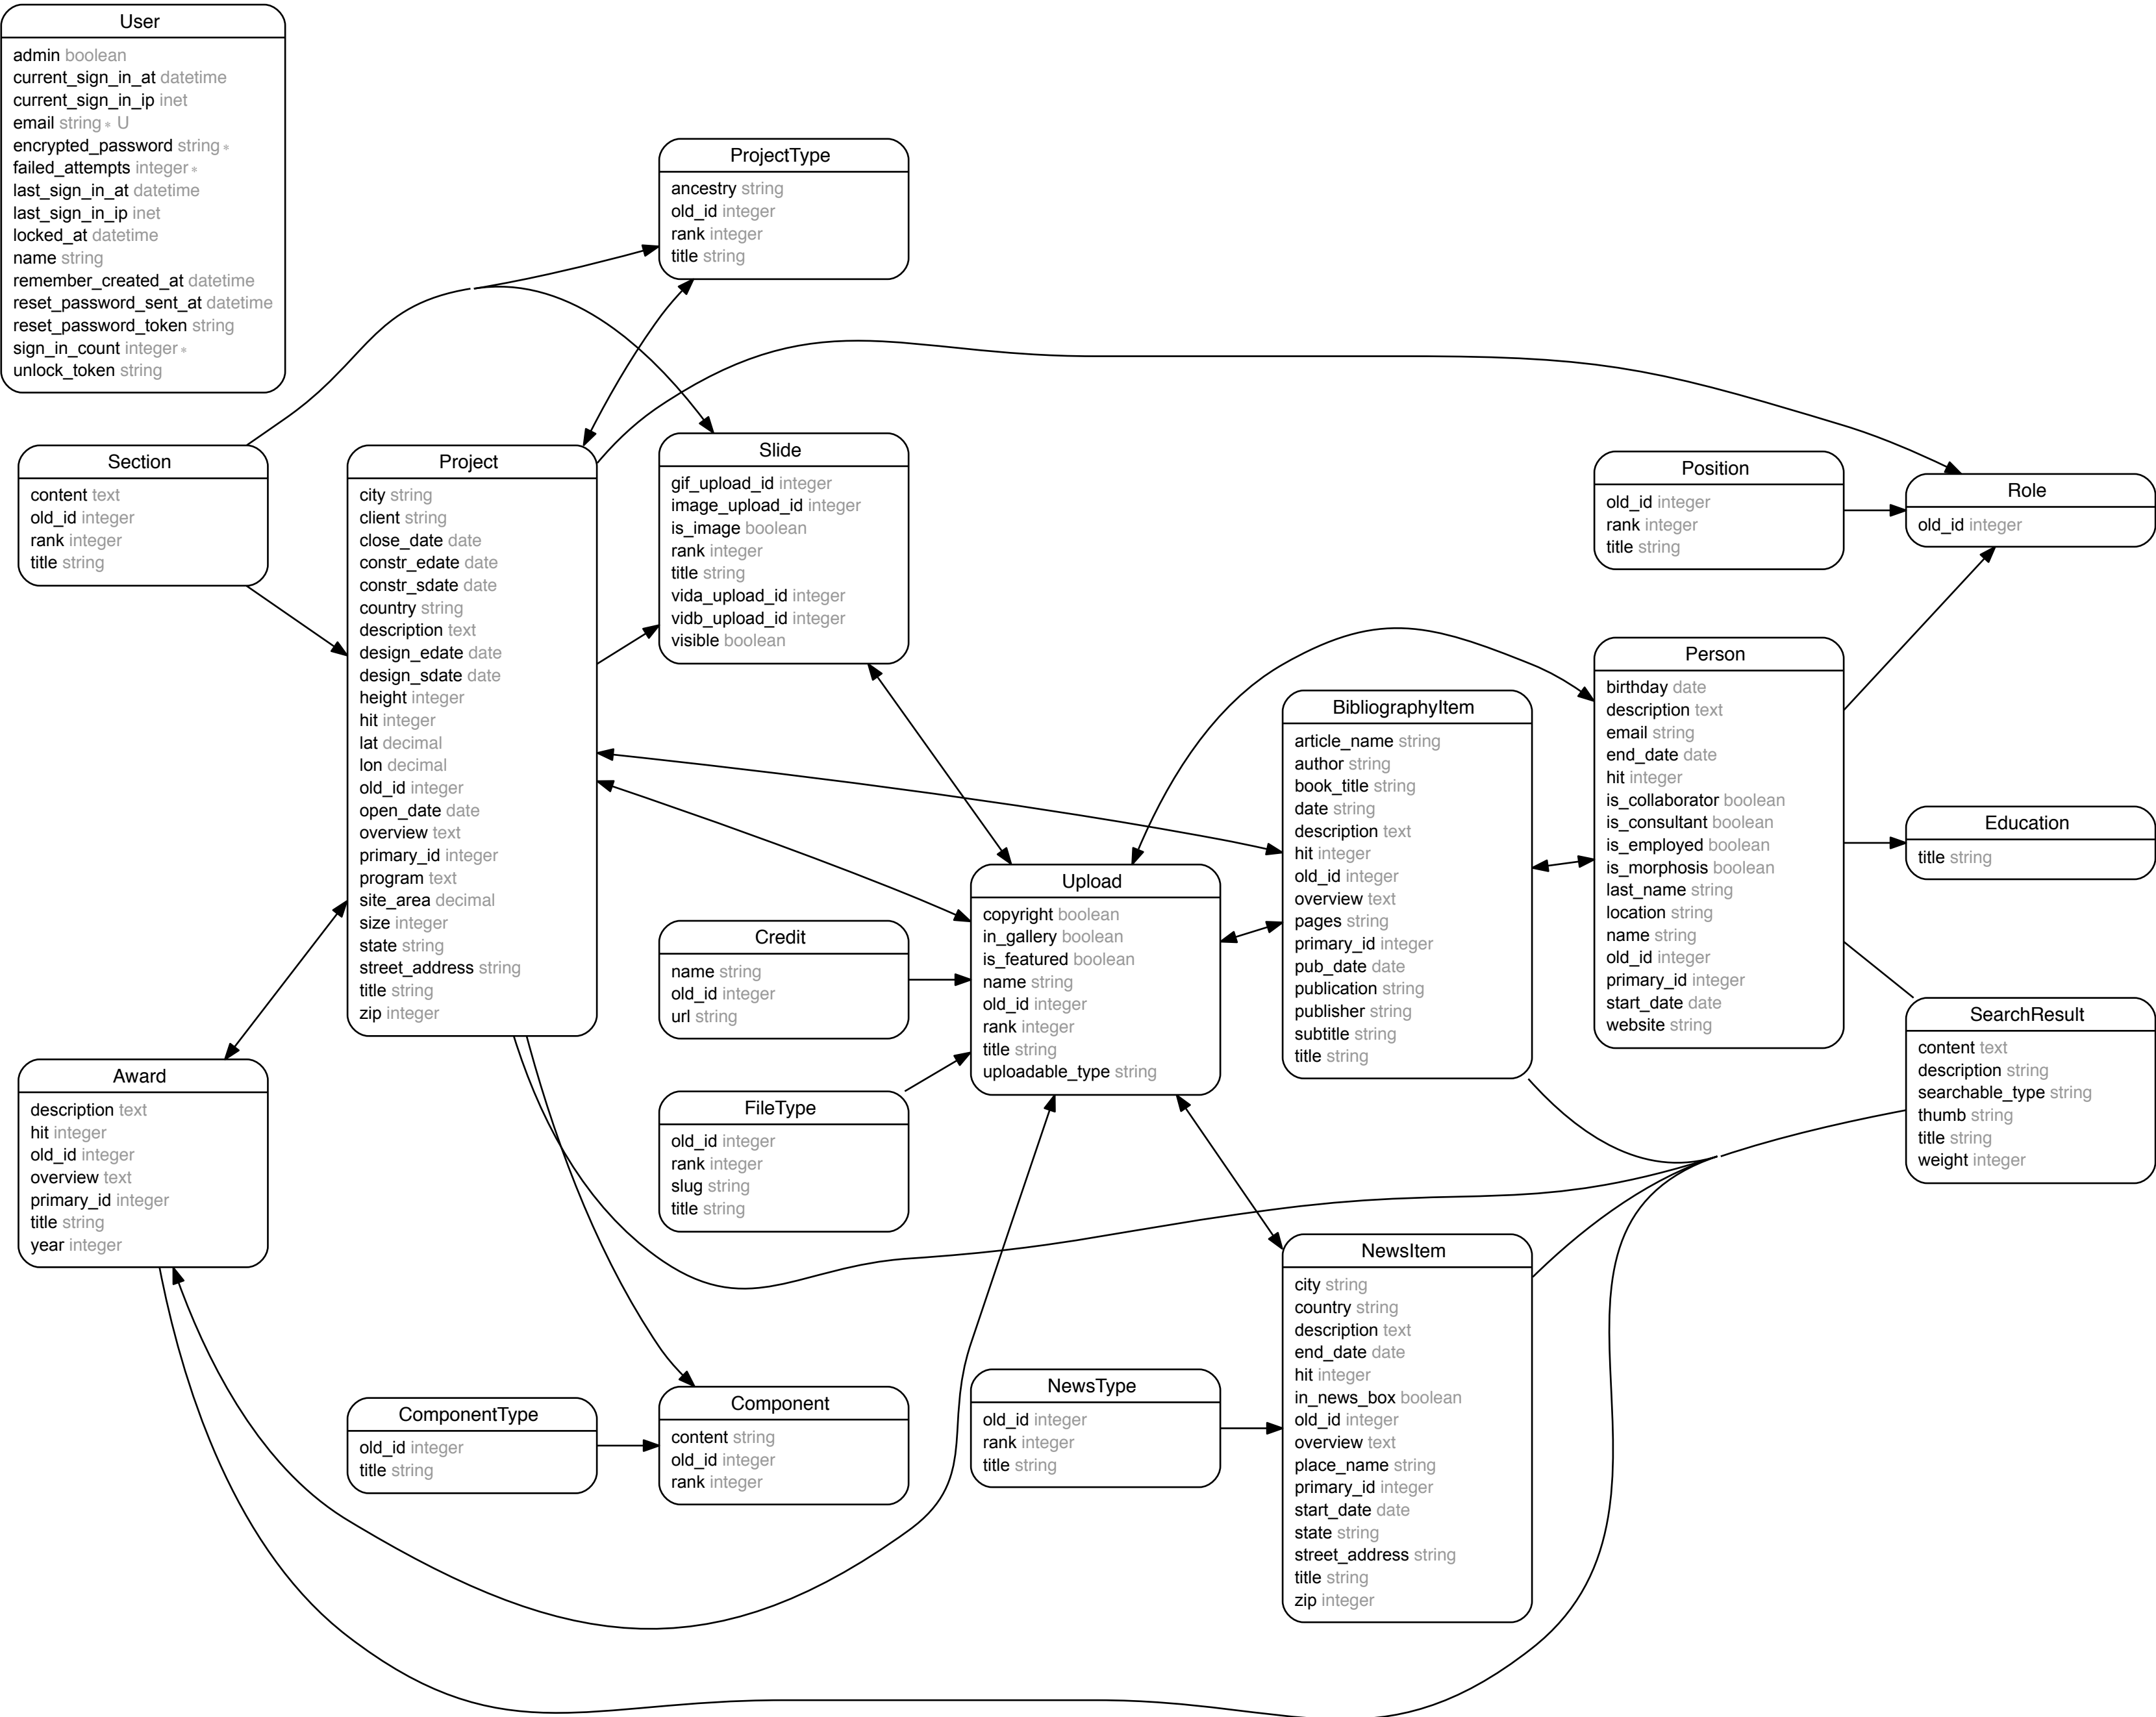 User
admin boolean
current_sign_in_at datetime
current_sign_in_ip inet
email string * U
encrypted_password string *
failed_attempts integer *
last_sign_in_at datetime
last_sign_in_ip inet
locked_at datetime
name string
remember_created_at datetime
reset_password_sent_at datetime
reset_password_token string
sign_in_count integer *
unlock_token string
ProjectType
ancestry string
old_id integer
rank integer
title string
Section
content text
old_id integer
rank integer
title string
Project
city string
client string
close_date date
constr_edate date
constr_sdate date
country string
description text
design_edate date
design_sdate date
height integer
hit integer
lat decimal
lon decimal
old_id integer
open_date date
overview text
primary_id integer
program text
site_area decimal
size integer
state string
street_address string
title string
zip integer
Slide
gif_upload_id integer
image_upload_id integer
is_image boolean
rank integer
title string
vida_upload_id integer
vidb_upload_id integer
visible boolean
Position
old_id integer
rank integer
title string
Role
old_id integer
Person
birthday date
description text
email string
end_date date
hit integer
is_collaborator boolean
is_consultant boolean
is_employed boolean
is_morphosis boolean
last_name string
location string
name string
old_id integer
primary_id integer
start_date date
website string
BibliographyItem
article_name string
author string
book_title string
date string
description text
hit integer
old_id integer
overview text
pages string
primary_id integer
pub_date date
publication string
publisher string
subtitle string
title string
Education
title string
Upload
copyright boolean
in_gallery boolean
is_featured boolean
name string
old_id integer
rank integer
title string
uploadable_type string
Credit
name string
old_id integer
url string
SearchResult
content text
description string
searchable_type string
thumb string
title string
weight integer
Award
description text
hit integer
old_id integer
overview text
primary_id integer
title string
year integer
FileType
old_id integer
rank integer
slug string
title string
NewsItem
city string
country string
description text
end_date date
hit integer
in_news_box boolean
old_id integer
overview text
place_name string
primary_id integer
start_date date
state string
street_address string
title string
zip integer
NewsType
old_id integer
rank integer
title string
ComponentType
old_id integer
title string
Component
content string
old_id integer
rank integer